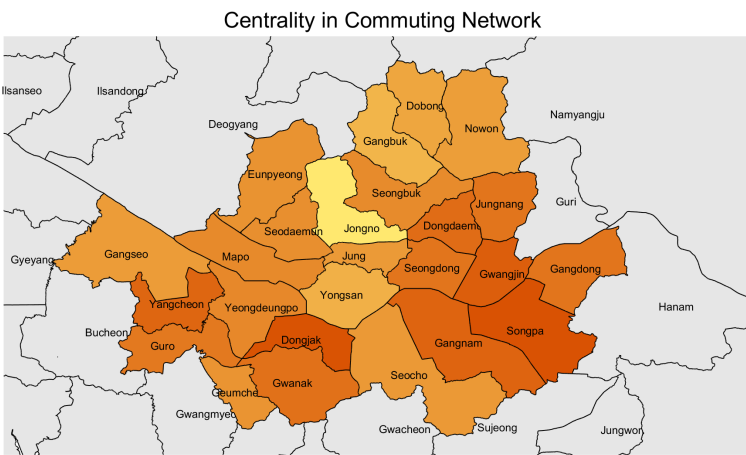 Centrality in Commuting Network
Ilsanseo
Ilsandong
Dobong
Namyangju
Deogyang
Nowon
Gangbuk
Eunpyeong
Seongbuk
Jungnang
Guri
Seodaemun
Jongno
Dongdaem
Gangseo
Mapo
Jung
Gyeyang
Seongdong
Gwangjin
Gangdong
Yangcheon
Yeongdeungpo
Yongsan
Hanam
Bucheon
Songpa
Guro
Dongjak
Gangnam
Gwanak
Seocho
Geumche
Gwangmyeo
Gwacheon
Sujeong
Jungwon